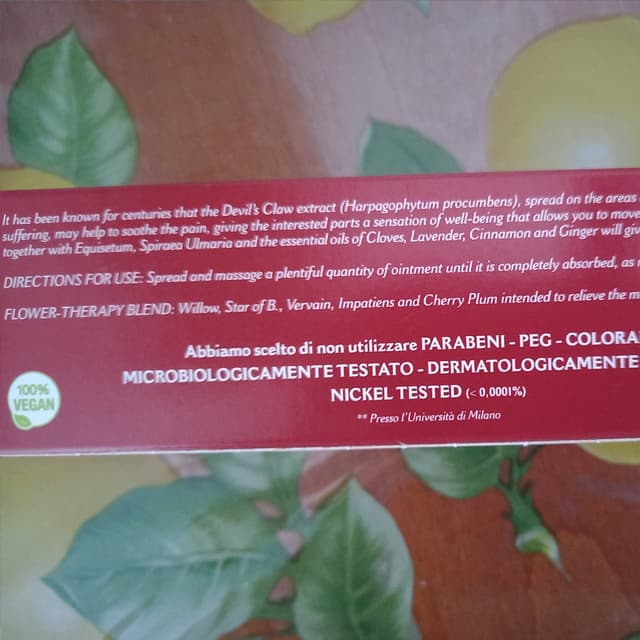 It has been known for centuries that the Devil's Claw extract (Harpagophytum procumbens), spread on the areas
suffering, may help to soothe the pain, giving the interested parts a sensation of well-being that allows you to mov
together with Equisetum, Spiraea Ulmaria and the essential oils of Cloves, Lavender, Cinnamon and Ginger will giv
DIRECTIONS FOR USE: Spread and massage a plentiful quantity of ointment until it is completely absorbed, as
FLOWER-THERAPY BLEND: Willow, Star of B., Vervain, Impatiens and Cherry Plum intended to relieve the m
Abbiamo scelto di non utilizzare PARABENI - PEG - COLORA
MICROBIOLOGICAMENTE TESTATO - DERMATOLOGICAMENTE
NICKEL TESTED (< 0,0001%)
** Presso l'Università di Milano
100%
VEGAN